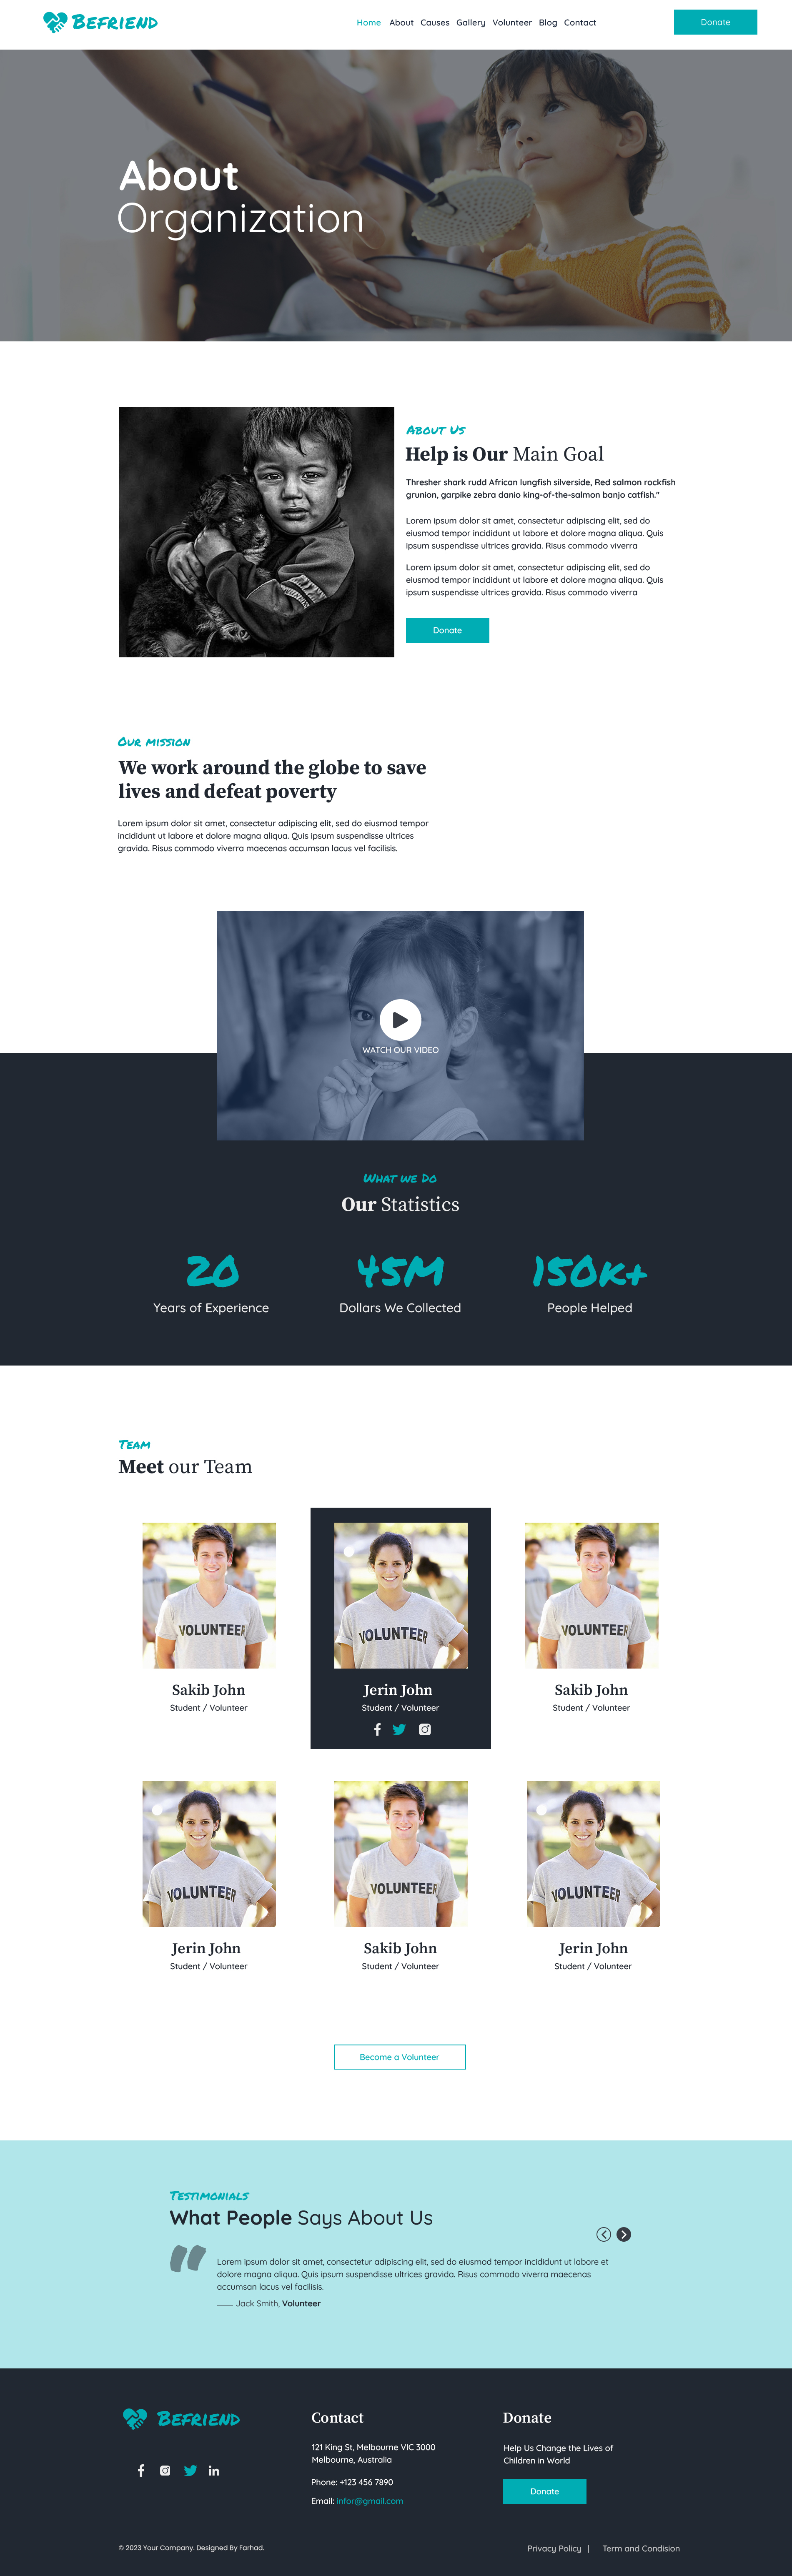 Befriend
Home About Causes Gallery Volunteer Blog Contact
Donate
About
Organization
About Us
Help is Our Main Goal
Thresher shark rudd African lungfish silverside, Red salmon rockfish
grunion, garpike zebra danio king-of-the-salmon banjo catfish."
Lorem ipsum dolor sit amet, consectetur adipiscing elit, sed do
eiusmod tempor incididunt ut labore et dolore magna aliqua. Quis
ipsum suspendisse ultrices gravida. Risus commodo viverra
Lorem ipsum dolor sit amet, consectetur adipiscing elit, sed do
eiusmod tempor incididunt ut labore et dolore magna aliqua. Quis
ipsum suspendisse ultrices gravida. Risus commodo viverra
Donate
Our mission
We work around the globe to save
lives and defeat poverty
Lorem ipsum dolor sit amet, consectetur adipiscing elit, sed do eiusmod tempor
incididunt ut labore et dolore magna aliqua. Quis ipsum suspendisse ultrices
gravida. Risus commodo viverra maecenas accumsan lacus vel facilisis.
WATCH OUR VIDEO
What we Do
Our Statistics
20
Years of Experience
45M
Dollars We Collected
150k+
People Helped
Team
Meet our Team
VOLUNTEER
Sakib John
Student / Volunteer
VOLUNTEER
Jerin John
Student / Volunteer
VOLUNTEER
Sakib John
Student / Volunteer
VOLUNTEER
Jerin John
Student / Volunteer
VOLUNTEER
Sakib John
Student / Volunteer
VOLUNTEER
Jerin John
Student / Volunteer
Become a Volunteer
Testimonials
What People Says About Us
Lorem ipsum dolor sit amet, consectetur adipiscing elit, sed do eiusmod tempor incididunt ut labore et
dolore magna aliqua. Quis ipsum suspendisse ultrices gravida. Risus commodo viverra maecenas
accumsan lacus vel facilisis.
Jack Smith, Volunteer
Befriend
Contact
121 King St, Melbourne VIC 3000
Melbourne, Australia
Phone: +123 456 7890
Email: infor@gmail.com
Donate
Help Us Change the Lives of
Children in World
Donate
© 2023 Your Company. Designed By Farhad.
Privacy Policy | Term and Condision